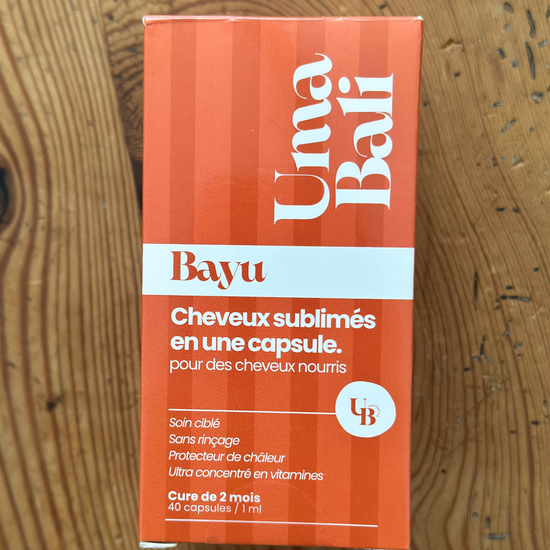 Uma
Bali
Bayu
Cheveux sublimés
en une capsule.
pour des cheveux nourris
UB
Soin ciblé
Sans rinçage
Protecteur de châleur
Ultra concentré en vitamines
Cure de 2 mois
40 capsules / 1 ml